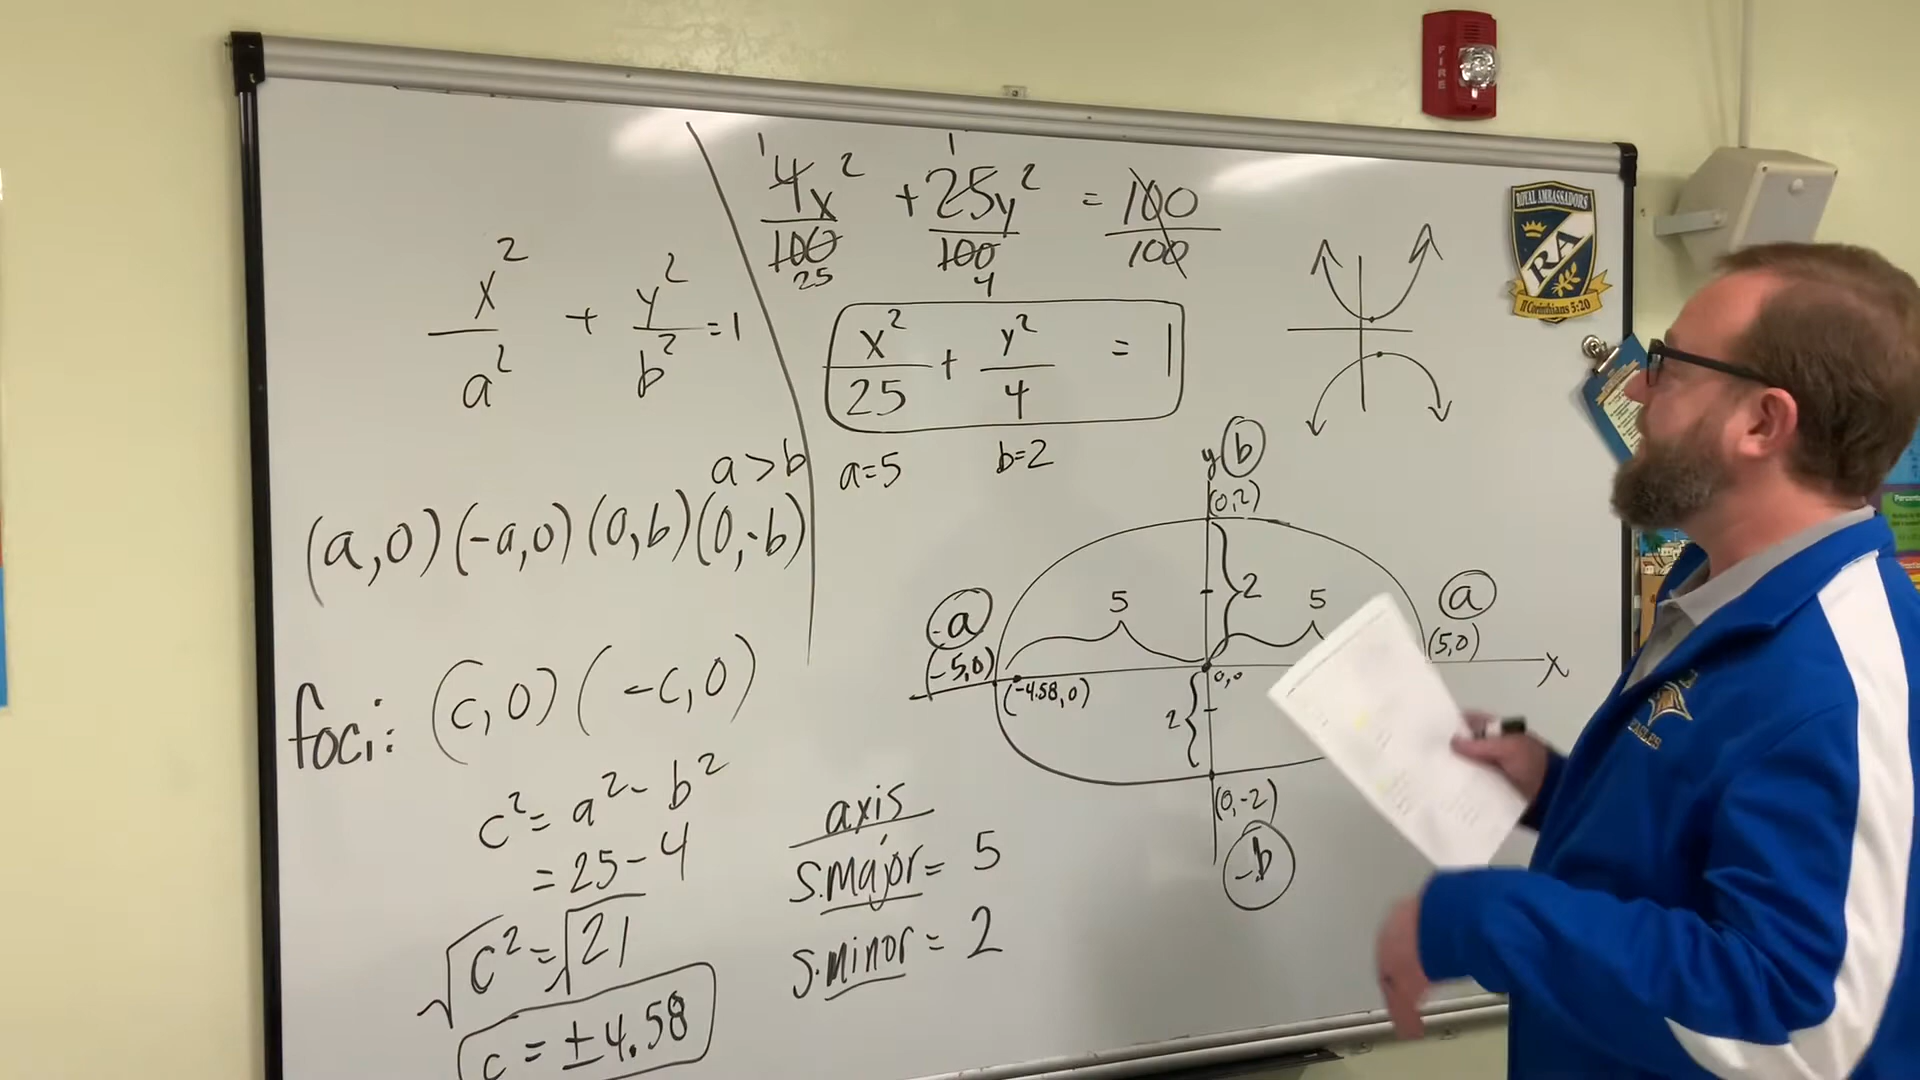 x²/a² + y²/b² = 1
a > b
(a,0) (-a,0) (0,b) (0,-b)
foci: (c,0) (-c,0)
c² = a² - b²
= 25 - 4
√c² = √21
c = ±4.58
4x²/100 + 25y²/100 = 100/100
1 1
25 4
x²/25 + y²/4 = 1
a=5 b=2
axis
s.major = 5
s.minor = 2
y b
(0,2)
-a
(-5,0)
5
2
5
a
(5,0)
x
(-4.58,0)
0,0
2
(0,-2)
-b
FIRE
ROYAL AMBASSADORS
RA
II Corinthians 5:20
EAGLES